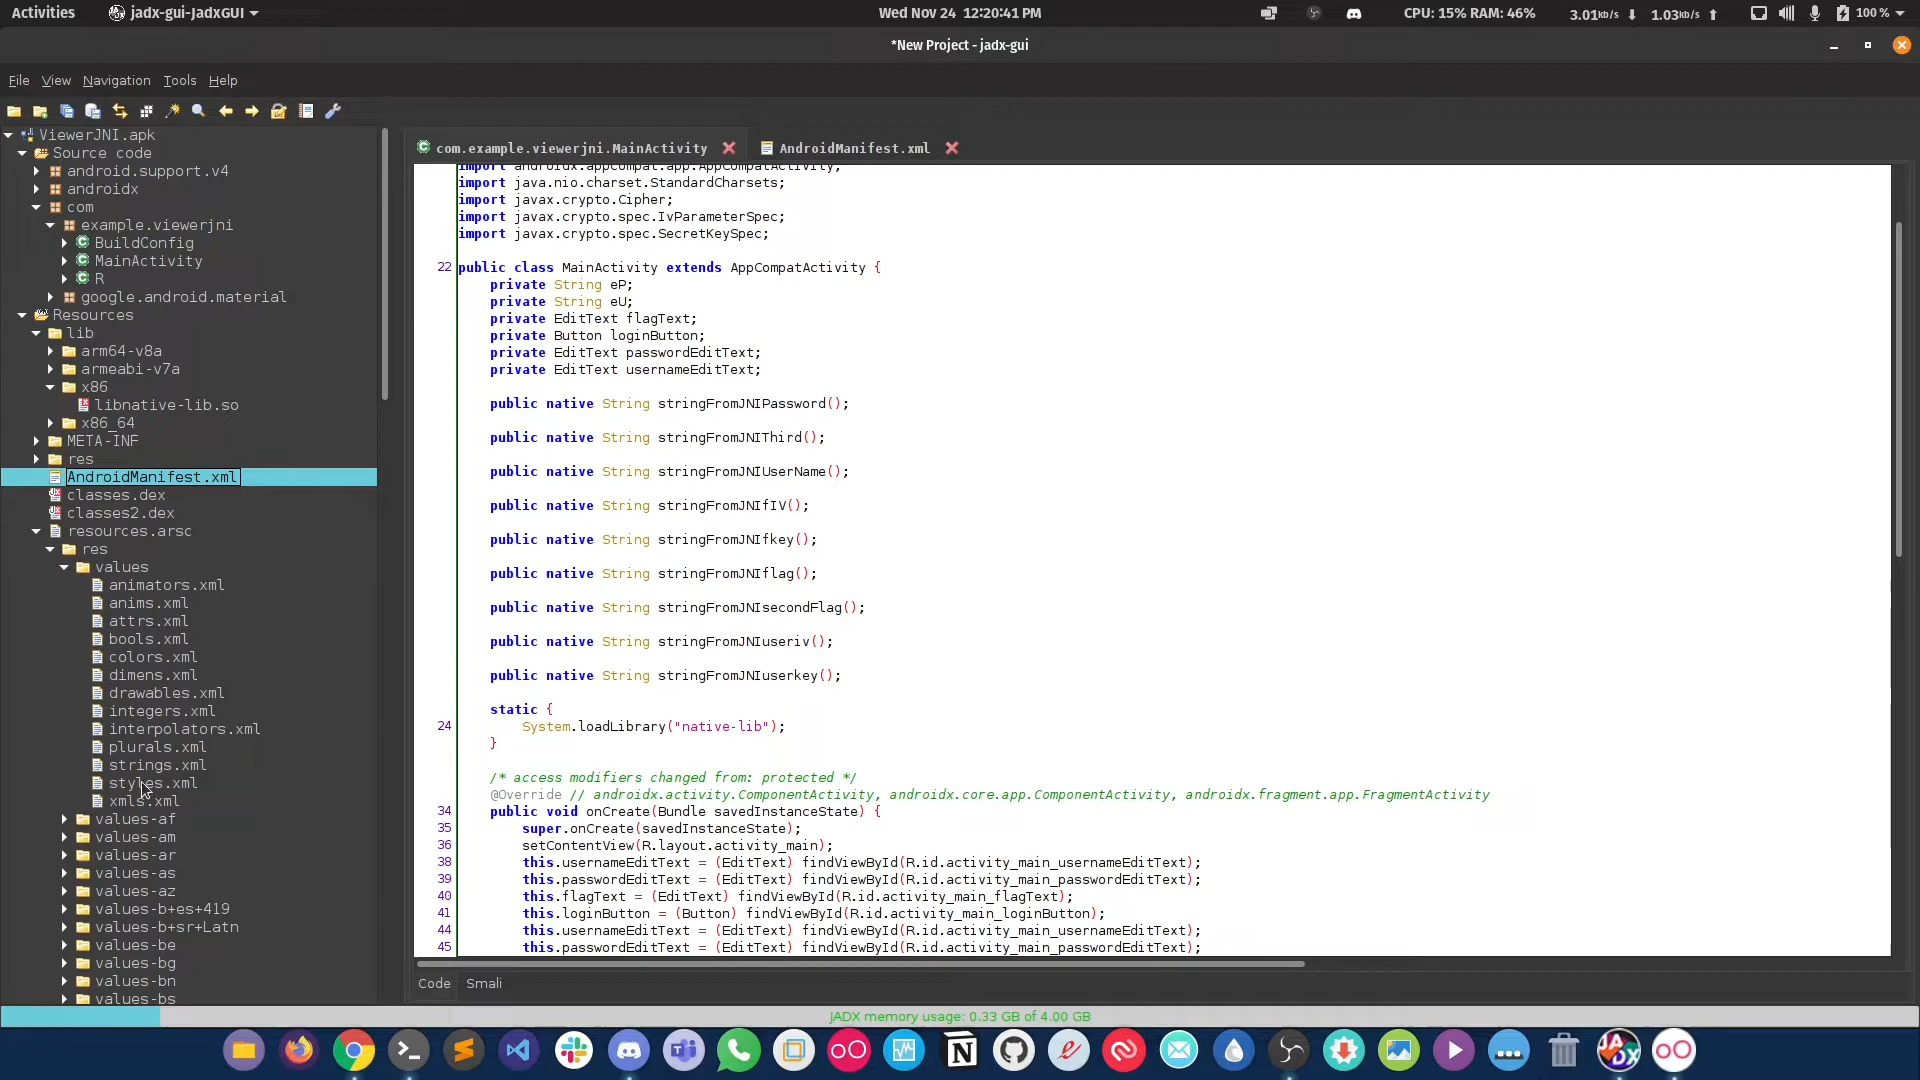 Activities
jadx-gui-JadxGUI
Wed Nov 24 12:20:41 PM
CPU: 15% RAM: 46%
3.01kb/s
1.03kb/s
100 %
*New Project - jadx-gui
File View Navigation Tools Help
ViewerJNI.apk
Source code
android.support.v4
androidx
com
example.viewerjni
BuildConfig
MainActivity
R
google.android.material
Resources
lib
arm64-v8a
armeabi-v7a
x86
libnative-lib.so
x86_64
META-INF
res
AndroidManifest.xml
classes.dex
classes2.dex
resources.arsc
res
values
animators.xml
anims.xml
attrs.xml
bools.xml
colors.xml
dimens.xml
drawables.xml
integers.xml
interpolators.xml
plurals.xml
strings.xml
styles.xml
xmls.xml
values-af
values-am
values-ar
values-as
values-az
values-b+es+419
values-b+sr+Latn
values-be
values-bg
values-bn
values-bs
com.example.viewerjni.MainActivity
AndroidManifest.xml
import androidx.appcompat.app.AppCompatActivity;
import java.nio.charset.StandardCharsets;
import javax.crypto.Cipher;
import javax.crypto.spec.IvParameterSpec;
import javax.crypto.spec.SecretKeySpec;
22 public class MainActivity extends AppCompatActivity {
private String eP;
private String eU;
private EditText flagText;
private Button loginButton;
private EditText passwordEditText;
private EditText usernameEditText;
public native String stringFromJNIPassword();
public native String stringFromJNIThird();
public native String stringFromJNIUserName();
public native String stringFromJNIfIV();
public native String stringFromJNIfkey();
public native String stringFromJNIflag();
public native String stringFromJNIsecondFlag();
public native String stringFromJNIuseriv();
public native String stringFromJNIuserkey();
static {
24 System.loadLibrary("native-lib");
}
/* access modifiers changed from: protected */
@Override // androidx.activity.ComponentActivity, androidx.core.app.ComponentActivity, androidx.fragment.app.FragmentActivity
34 public void onCreate(Bundle savedInstanceState) {
35 super.onCreate(savedInstanceState);
36 setContentView(R.layout.activity_main);
38 this.usernameEditText = (EditText) findViewById(R.id.activity_main_usernameEditText);
39 this.passwordEditText = (EditText) findViewById(R.id.activity_main_passwordEditText);
40 this.flagText = (EditText) findViewById(R.id.activity_main_flagText);
41 this.loginButton = (Button) findViewById(R.id.activity_main_loginButton);
44 this.usernameEditText = (EditText) findViewById(R.id.activity_main_usernameEditText);
45 this.passwordEditText = (EditText) findViewById(R.id.activity_main_passwordEditText);
Code Smali
JADX memory usage: 0.33 GB of 4.00 GB